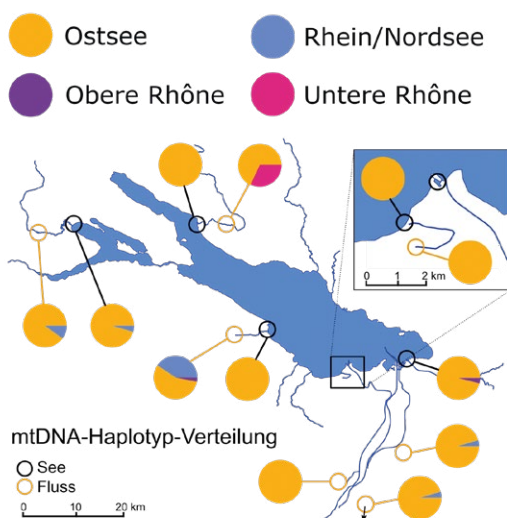 Ostsee
Rhein/Nordsee
Obere Rhône
Untere Rhône
0 1 2 km
mtDNA-Haplotyp-Verteilung
See
Fluss
0 10 20 km